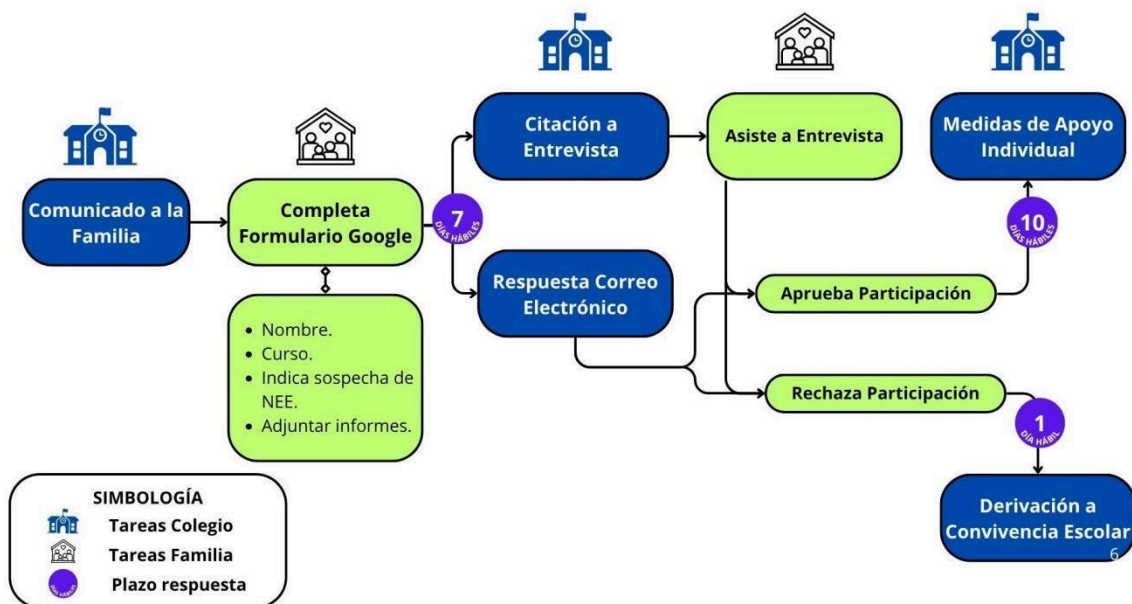 Comunicado a la
Familia
Completa
Formulario Google
• Nombre.
• Curso.
• Indica sospecha de
NEE.
• Adjuntar informes.
7
DÍAS HÁBILES
Citación a
Entrevista
Respuesta Correo
Electrónico
Asiste a Entrevista
Aprueba Participación
Rechaza Participación
10
DÍAS HÁBILES
Medidas de Apoyo
Individual
1
DÍA HÁBIL
Derivación a
Convivencia Escolar
6
SIMBOLOGÍA
Tareas Colegio
Tareas Familia
DÍAS HÁBILES
Plazo respuesta